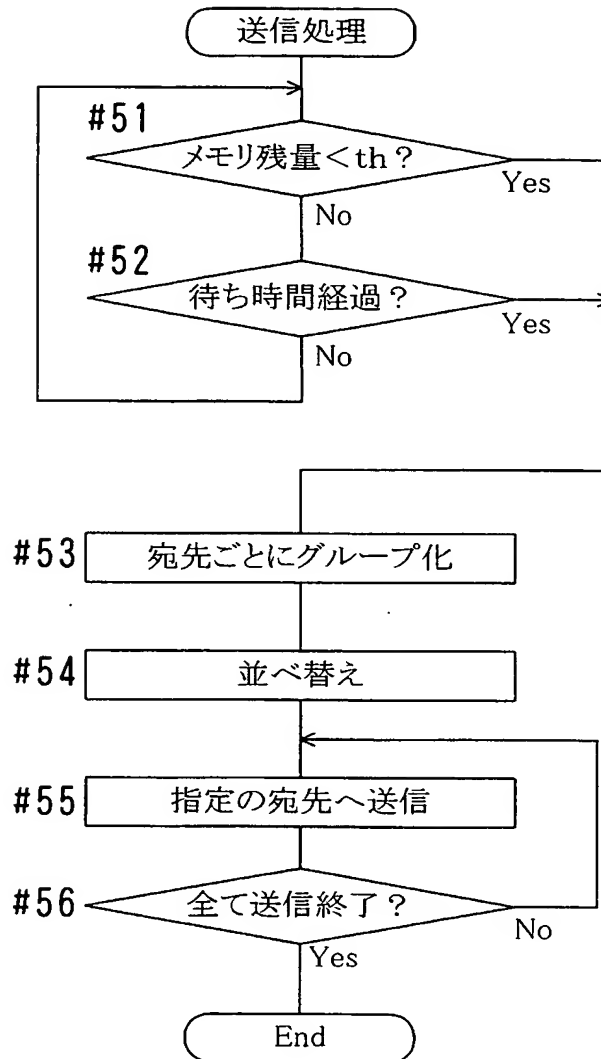 送信処理
#51
メモリ残量<th?
Yes
No
#52
待ち時間経過?
Yes
No
#53
宛先ごとにグループ化
#54
並べ替え
#55
指定の宛先へ送信
#56
全て送信終了?
No
Yes
End